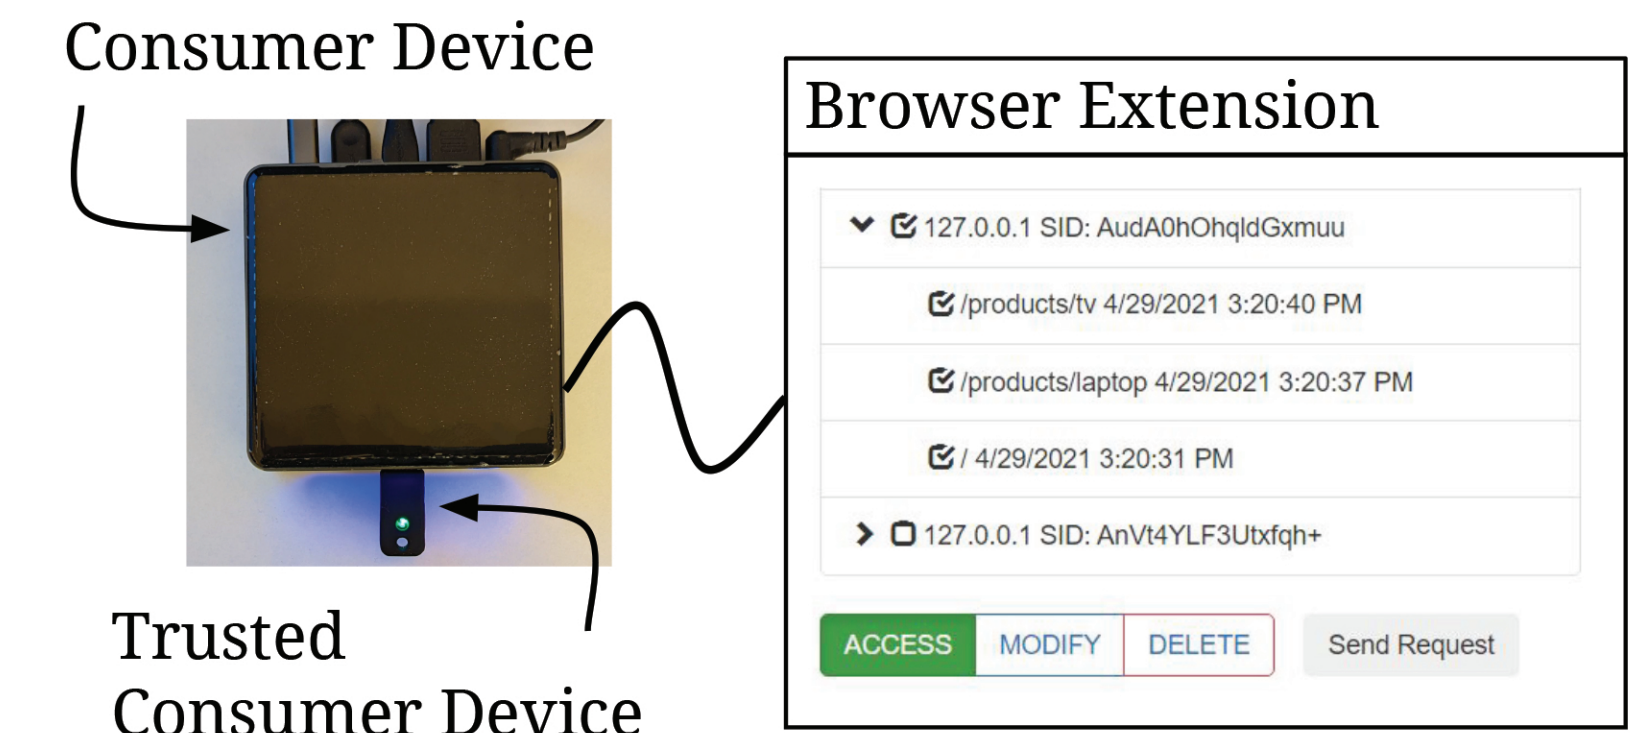 Consumer Device
Browser Extension
127.0.0.1 SID: AudA0hOhqldGxmuu
/products/tv 4/29/2021 3:20:40 PM
/products/laptop 4/29/2021 3:20:37 PM
/ 4/29/2021 3:20:31 PM
127.0.0.1 SID: AnVt4YLF3Utxfqh+
ACCESS MODIFY DELETE Send Request
Trusted
Consumer Device